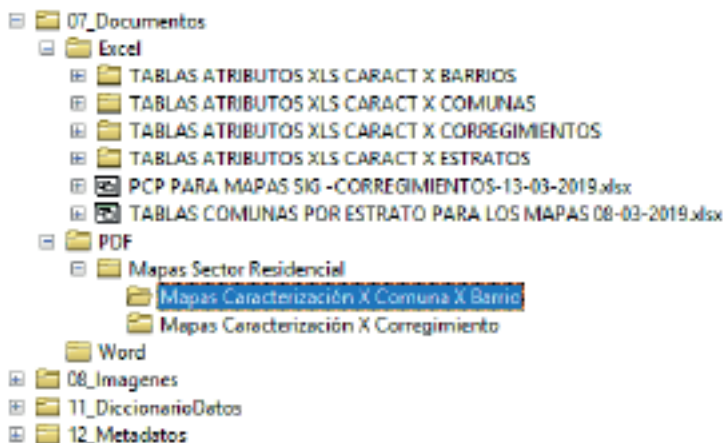 07_Documentos
Excel
TABLAS ATRIBUTOS XLS CARACT X BARRIOS
TABLAS ATRIBUTOS XLS CARACT X COMUNAS
TABLAS ATRIBUTOS XLS CARACT X CORREGIMIENTOS
TABLAS ATRIBUTOS XLS CARACT X ESTRATOS
PCP PARA MAPAS SIG -CORREGIMIENTOS-13-03-2019.xlsx
TABLAS COMUNAS POR ESTRATO PARA LOS MAPAS 08-03-2019.xlsx
PDF
Mapas Sector Residencial
Mapas Caracterización X Comuna X Barrio
Mapas Caracterización X Corregimiento
Word
08_Imagenes
11_DiccionarioDatos
12_Metadatos